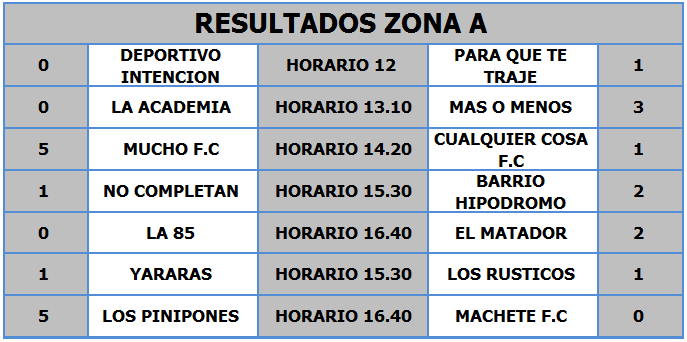 RESULTADOS ZONA A
0 DEPORTIVO INTENCION HORARIO 12 PARA QUE TE TRAJE 1
0 LA ACADEMIA HORARIO 13.10 MAS O MENOS 3
5 MUCHO F.C HORARIO 14.20 CUALQUIER COSA F.C 1
1 NO COMPLETAN HORARIO 15.30 BARRIO HIPODROMO 2
0 LA 85 HORARIO 16.40 EL MATADOR 2
1 YARARAS HORARIO 15.30 LOS RUSTICOS 1
5 LOS PINIPONES HORARIO 16.40 MACHETE F.C 0